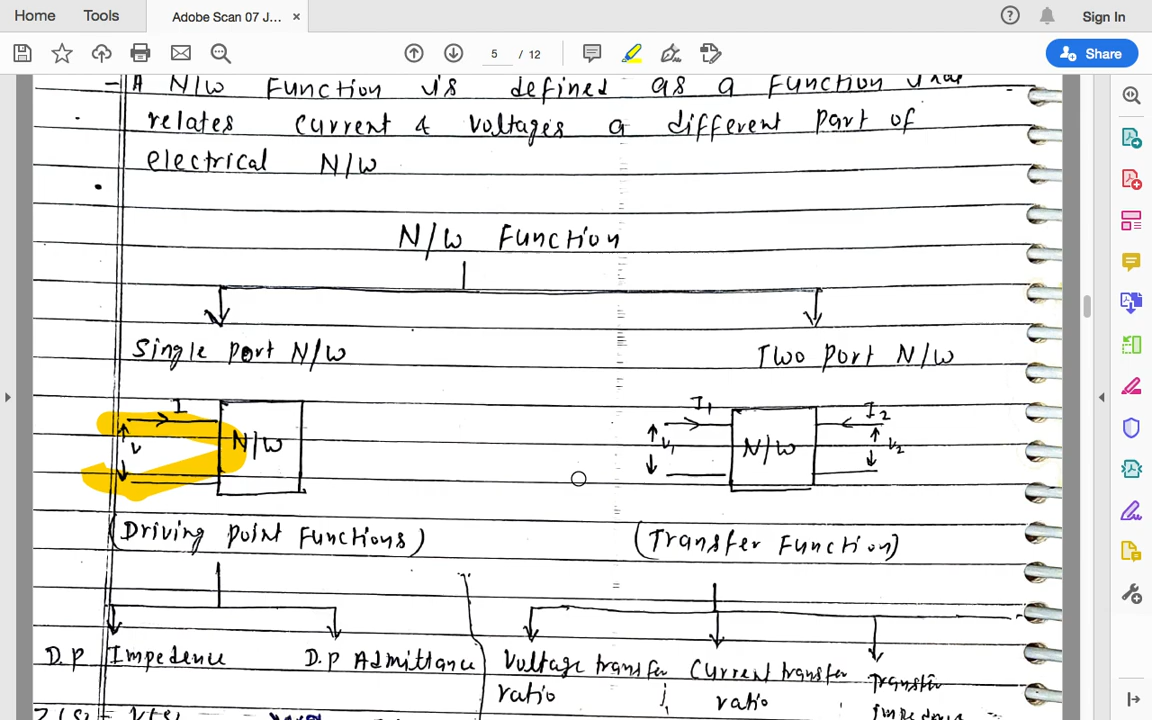 Home Tools Adobe Scan 07 J... × Sign In
5 / 12 Share
- A N/W Function is defined as a Function that
relates current & voltages a different part of
electrical N/W
N/W Function
Single port N/W Two port N/W
I I1 I2
V N/W V1 N/W V2
(Driving point Functions) (Transfer Function)
D.P Impedence D.P Admittance Voltage transfer ratio Current transfer ratio Transfer Impedence